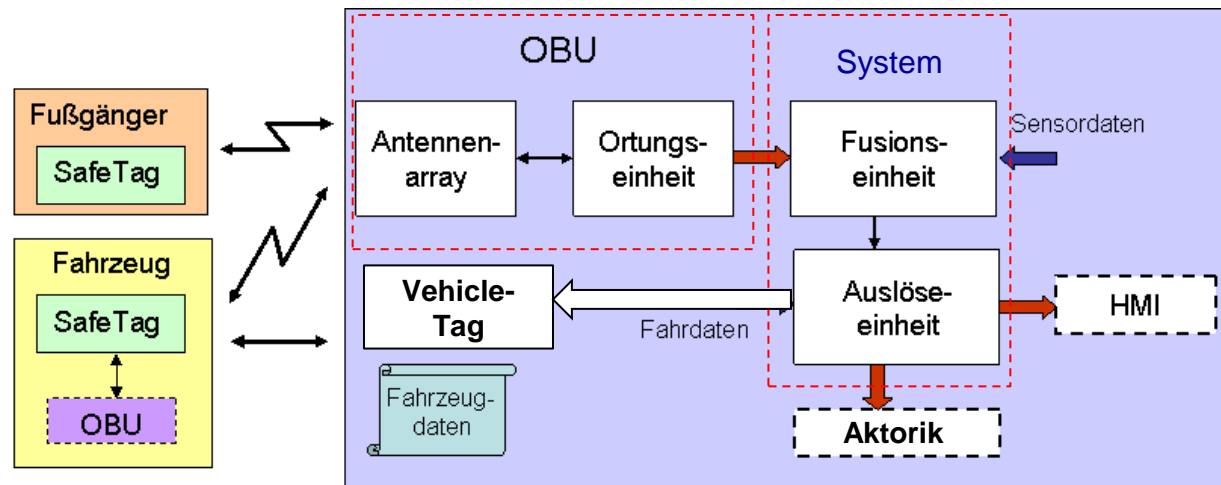 OBU
System
Fußgänger
SafeTag
Antennen-
array
Ortungs-
einheit
Fusions-
einheit
Sensordaten
Fahrzeug
SafeTag
OBU
Vehicle-
Tag
Fahrdaten
Auslöse-
einheit
HMI
Fahrzeug-
daten
Aktorik